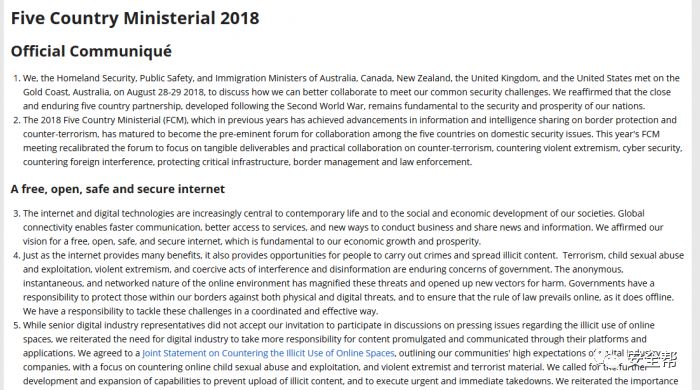 Five Country Ministerial 2018
Official Communiqué
1. We, the Homeland Security, Public Safety, and Immigration Ministers of Australia, Canada, New Zealand, the United Kingdom, and the United States met on the
Gold Coast, Australia, on August 28-29 2018, to discuss how we can better collaborate to meet our common security challenges. We reaffirmed that the close
and enduring five country partnership, developed following the Second World War, remains fundamental to the security and prosperity of our nations.
2. The 2018 Five Country Ministerial (FCM), which in previous years has achieved advancements in information and intelligence sharing on border protection and
counter-terrorism, has matured to become the pre-eminent forum for collaboration among the five countries on domestic security issues. This year's FCM
meeting recalibrated the forum to focus on tangible deliverables and practical collaboration on counter-terrorism, countering violent extremism, cyber security,
countering foreign interference, protecting critical infrastructure, border management and law enforcement.
A free, open, safe and secure internet
3. The internet and digital technologies are increasingly central to contemporary life and to the social and economic development of our societies. Global
connectivity enables faster communication, better access to services, and new ways to conduct business and share news and information. We affirmed our
vision for a free, open, safe, and secure internet, which is fundamental to our economic growth and prosperity.
4. Just as the internet provides many benefits, it also provides opportunities for people to carry out crimes and spread illicit content. Terrorism, child sexual abuse
and exploitation, violent extremism, and coercive acts of interference and disinformation are enduring concerns of government. The anonymous,
instantaneous, and networked nature of the online environment has magnified these threats and opened up new vectors for harm. Governments have a
responsibility to protect those within our borders against both physical and digital threats, and to ensure that the rule of law prevails online, as it does offline.
We have a responsibility to tackle these challenges in a coordinated and effective way.
5. While senior digital industry representatives did not accept our invitation to participate in discussions on pressing issues regarding the illicit use of online
spaces, we reiterated the need for digital industry to take more responsibility for content promulgated and communicated through their platforms and
applications. We agreed to a Joint Statement on Countering the Illicit Use of Online Spaces, outlining our communities' high expectations of digital industry
companies, with a focus on countering online child sexual abuse and exploitation, and violent extremist and terrorist material. We called for the further
development and expansion of capabilities to prevent upload of illicit content, and to execute urgent and immediate takedowns. We reiterated the importance
安全帮